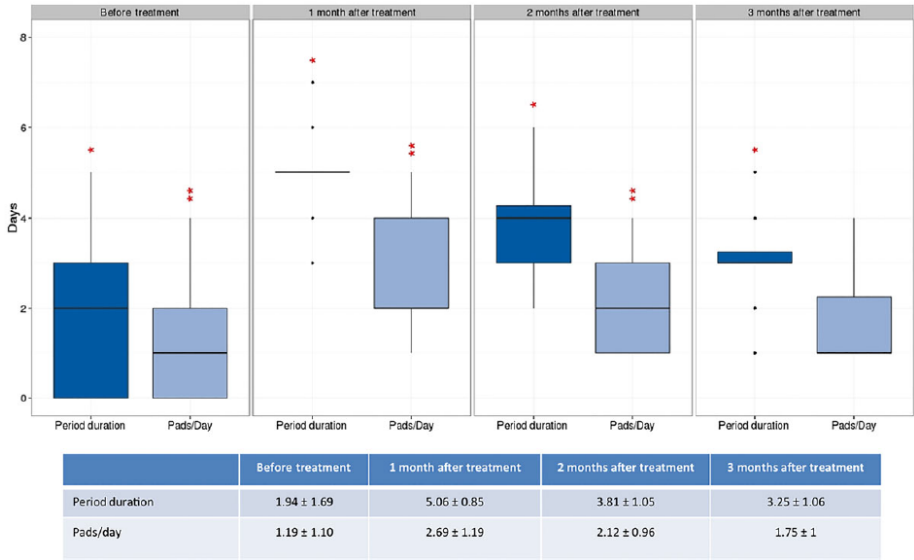 Before treatment 1 month after treatment 2 months after treatment 3 months after treatment
8
6
4
2
0
Days
Period duration Pads/Day Period duration Pads/Day Period duration Pads/Day Period duration Pads/Day
Before treatment 1 month after treatment 2 months after treatment 3 months after treatment
Period duration 1.94 ± 1.69 5.06 ± 0.85 3.81 ± 1.05 3.25 ± 1.06
Pads/day 1.19 ± 1.10 2.69 ± 1.19 2.12 ± 0.96 1.75 ± 1